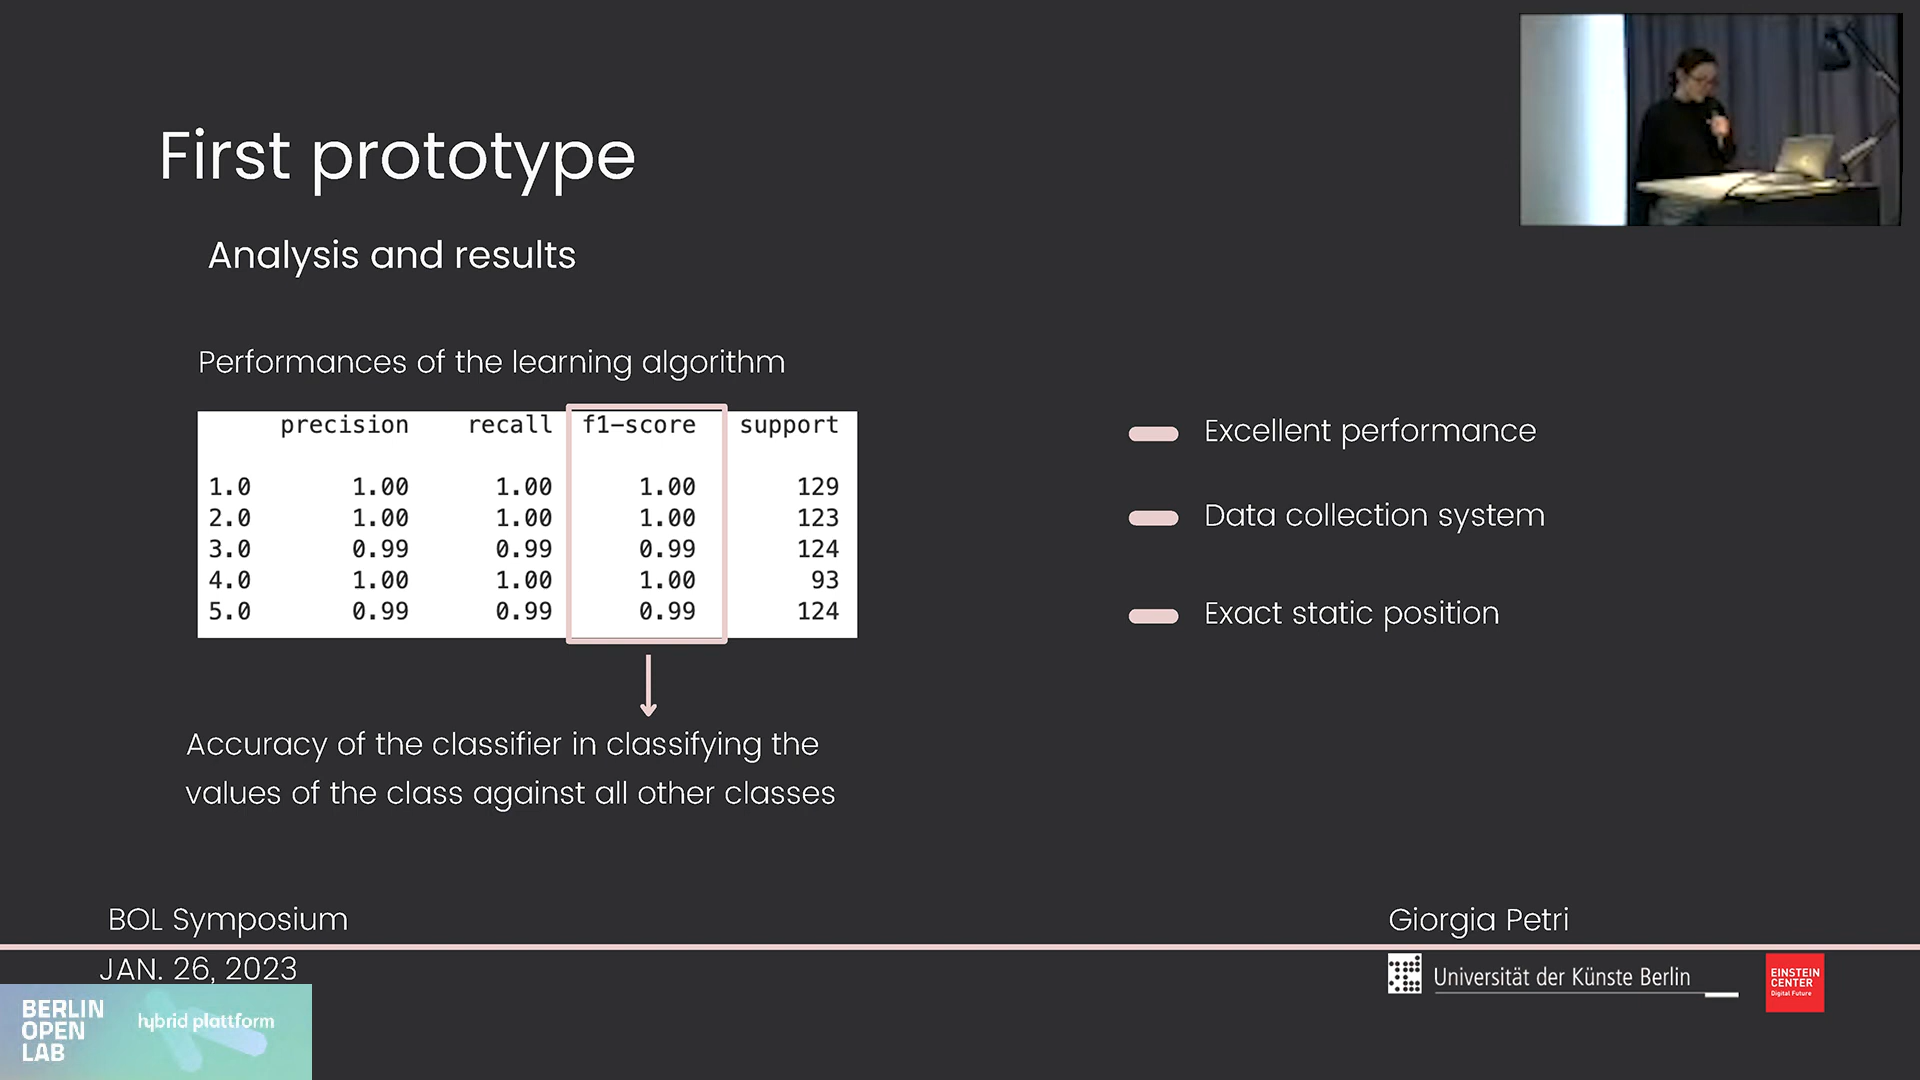 First prototype
Analysis and results
Performances of the learning algorithm
precision recall f1-score support
1.0 1.00 1.00 1.00 129
2.0 1.00 1.00 1.00 123
3.0 0.99 0.99 0.99 124
4.0 1.00 1.00 1.00 93
5.0 0.99 0.99 0.99 124
Accuracy of the classifier in classifying the
values of the class against all other classes
Excellent performance
Data collection system
Exact static position
BOL Symposium
JAN. 26, 2023
Giorgia Petri
Universität der Künste Berlin
EINSTEIN
CENTER
Digital Future
BERLIN
OPEN
LAB
hybrid plattform